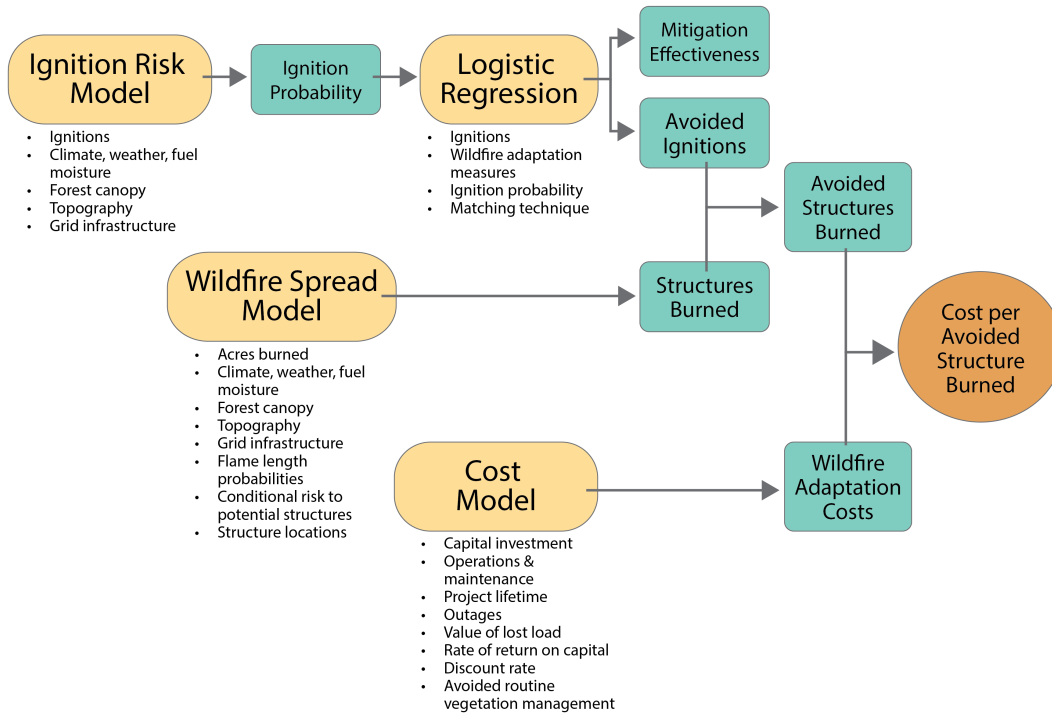 Ignition Risk
Model
• Ignitions
• Climate, weather, fuel
moisture
• Forest canopy
• Topography
• Grid infrastructure
Ignition
Probability
Logistic
Regression
• Ignitions
• Wildfire adaptation
measures
• Ignition probability
• Matching technique
Mitigation
Effectiveness
Avoided
Ignitions
Avoided
Structures
Burned
Wildfire Spread
Model
• Acres burned
• Climate, weather, fuel
moisture
• Forest canopy
• Topography
• Grid infrastructure
• Flame length
probabilities
• Conditional risk to
potential structures
• Structure locations
Structures
Burned
Cost per
Avoided
Structure
Burned
Cost
Model
• Capital investment
• Operations &
maintenance
• Project lifetime
• Outages
• Value of lost load
• Rate of return on capital
• Discount rate
• Avoided routine
vegetation management
Wildfire
Adaptation
Costs